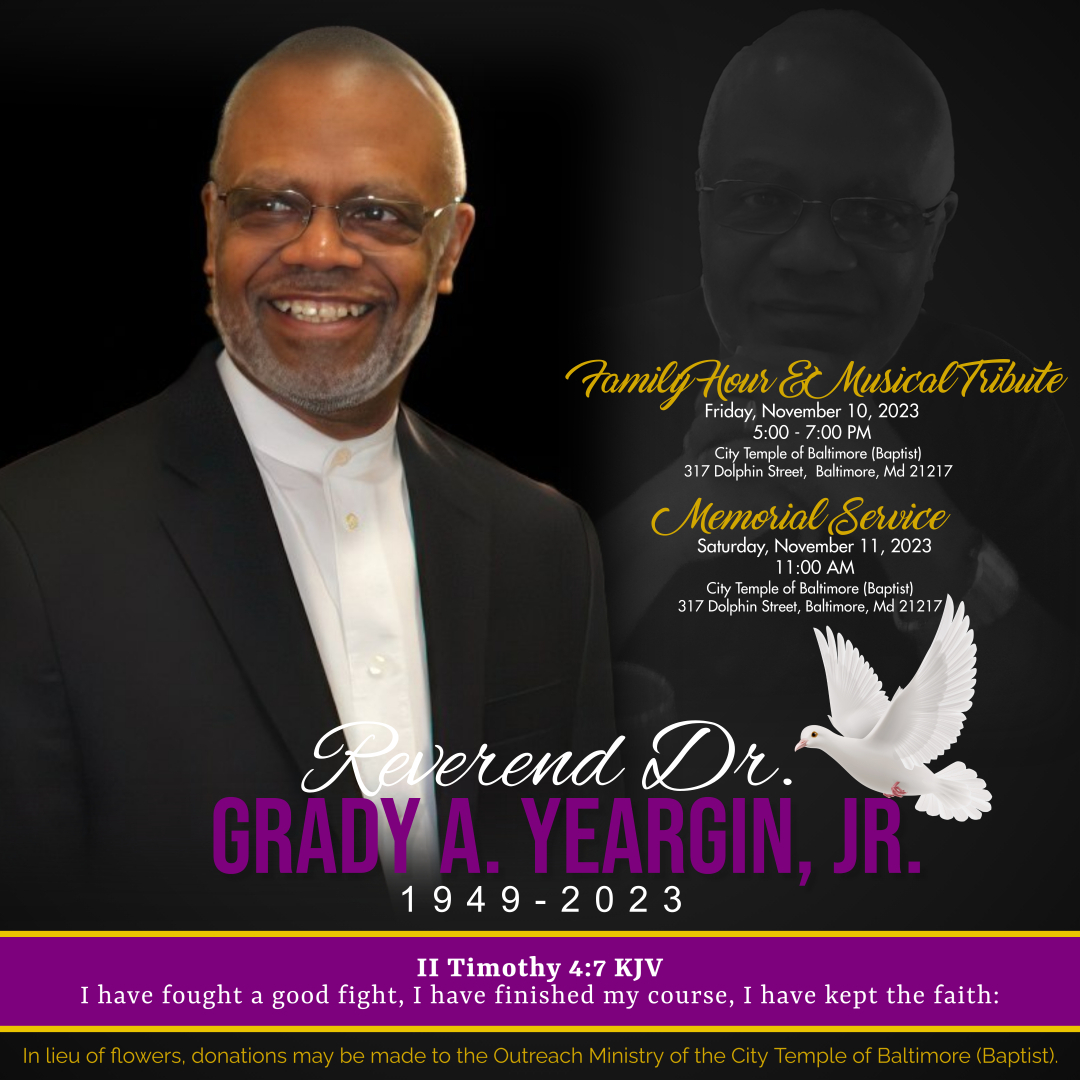 Family Hour & Musical Tribute
Friday, November 10, 2023
5:00 - 7:00 PM
City Temple of Baltimore (Baptist)
317 Dolphin Street, Baltimore, Md 21217
Memorial Service
Saturday, November 11, 2023
11:00 AM
City Temple of Baltimore (Baptist)
317 Dolphin Street, Baltimore, Md 21217
Reverend Dr.
GRADY A. YEARGIN, JR.
1949-2023
II Timothy 4:7 KJV
I have fought a good fight, I have finished my course, I have kept the faith:
In lieu of flowers, donations may be made to the Outreach Ministry of the City Temple of Baltimore (Baptist).